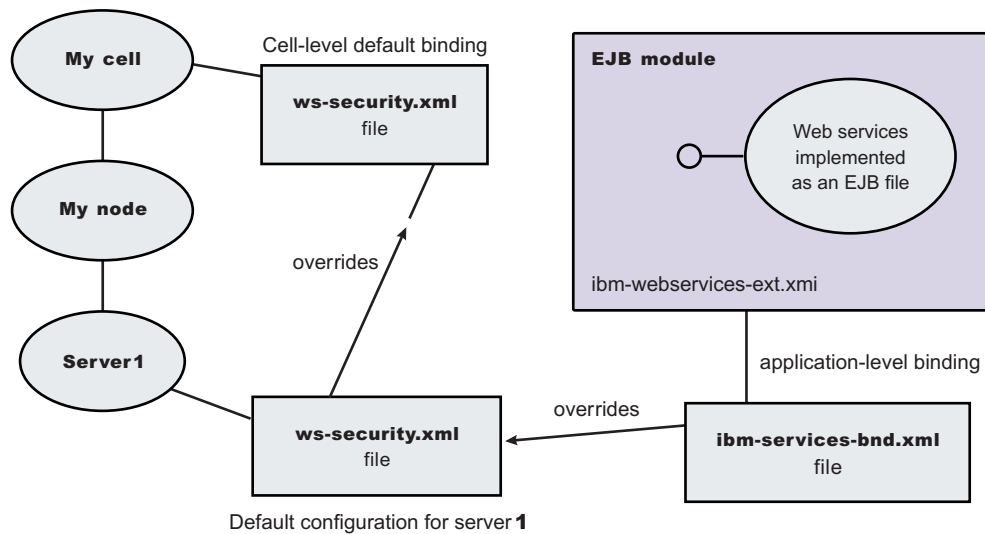 My cell
Cell-level default binding
ws-security.xml
file
EJB module
Web services
implemented
as an EJB file
My node
overrides
ibm-webservices-ext.xmi
Server1
application-level binding
overrides
ws-security.xml
file
ibm-services-bnd.xml
file
Default configuration for server 1